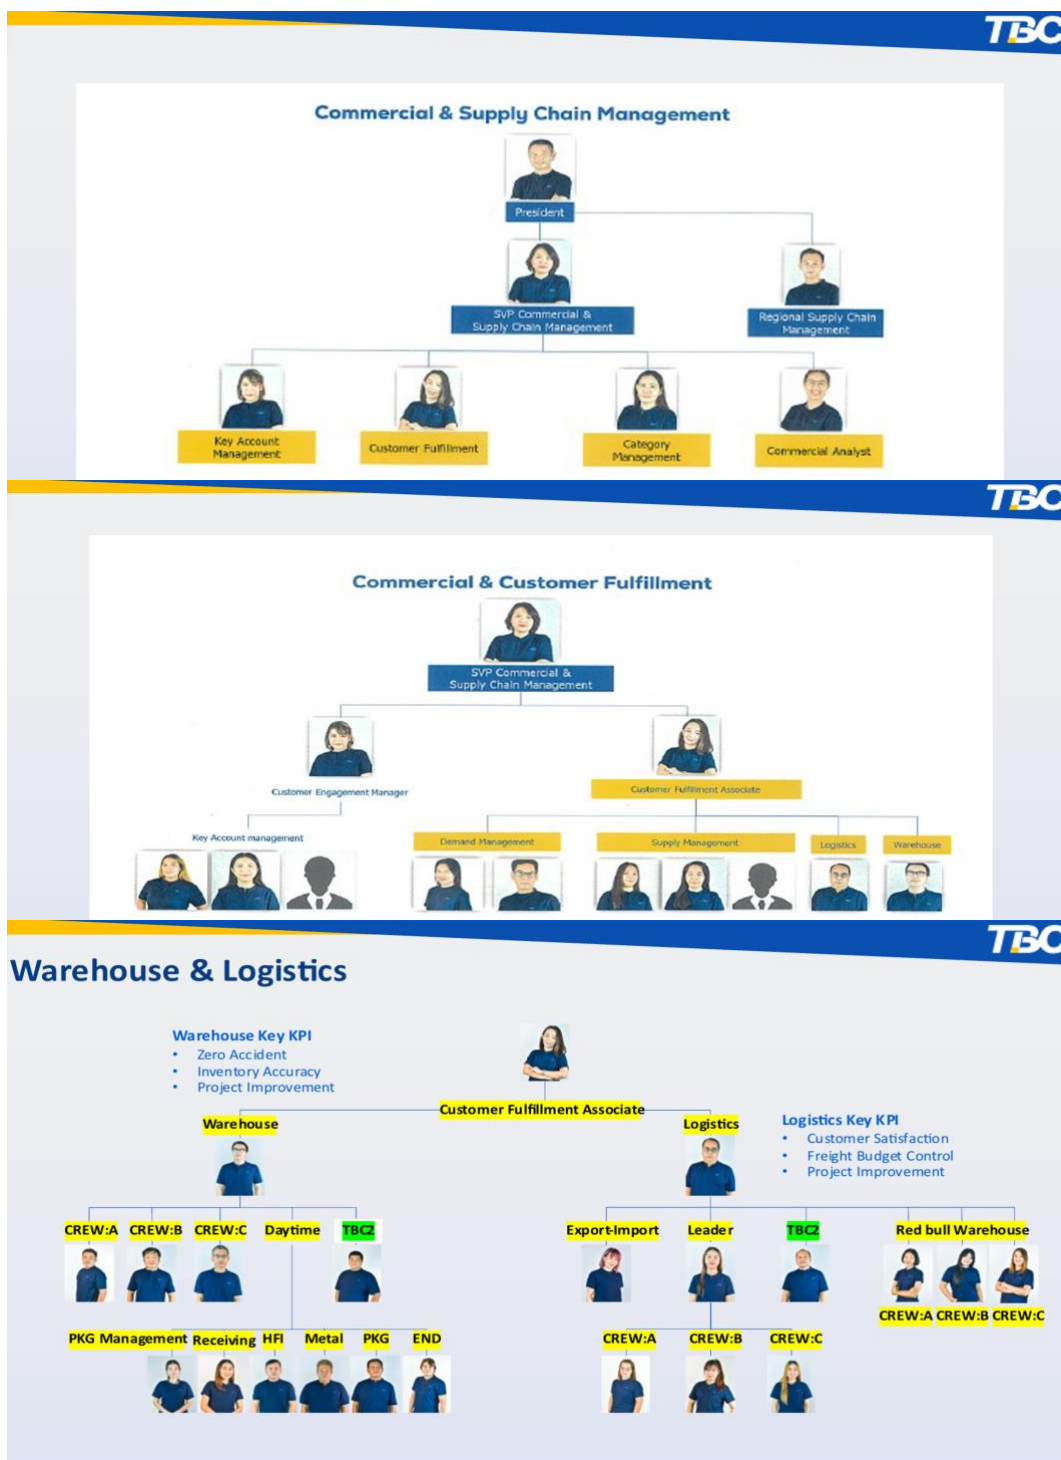 TBC
Commercial & Supply Chain Management
President
SVP Commercial &
Supply Chain Management
Regional Supply Chain
Management
Key Account
Management
Customer Fulfillment
Category
Management
Commercial Analyst
TBC
Commercial & Customer Fulfillment
SVP Commercial &
Supply Chain Management
Customer Engagement Manager
Customer Fulfillment Associate
Key Account management
Demand Management
Supply Management
Logistics
Warehouse
TBC
Warehouse & Logistics
Warehouse Key KPI
• Zero Accident
• Inventory Accuracy
• Project Improvement
Customer Fulfillment Associate
Warehouse
Logistics
Logistics Key KPI
• Customer Satisfaction
• Freight Budget Control
• Project Improvement
CREW:A CREW:B CREW:C Daytime TBC2
Export-Import Leader TBC2 Red bull Warehouse
CREW:A CREW:B CREW:C
PKG Management Receiving HFI Metal PKG END
CREW:A CREW:B CREW:C